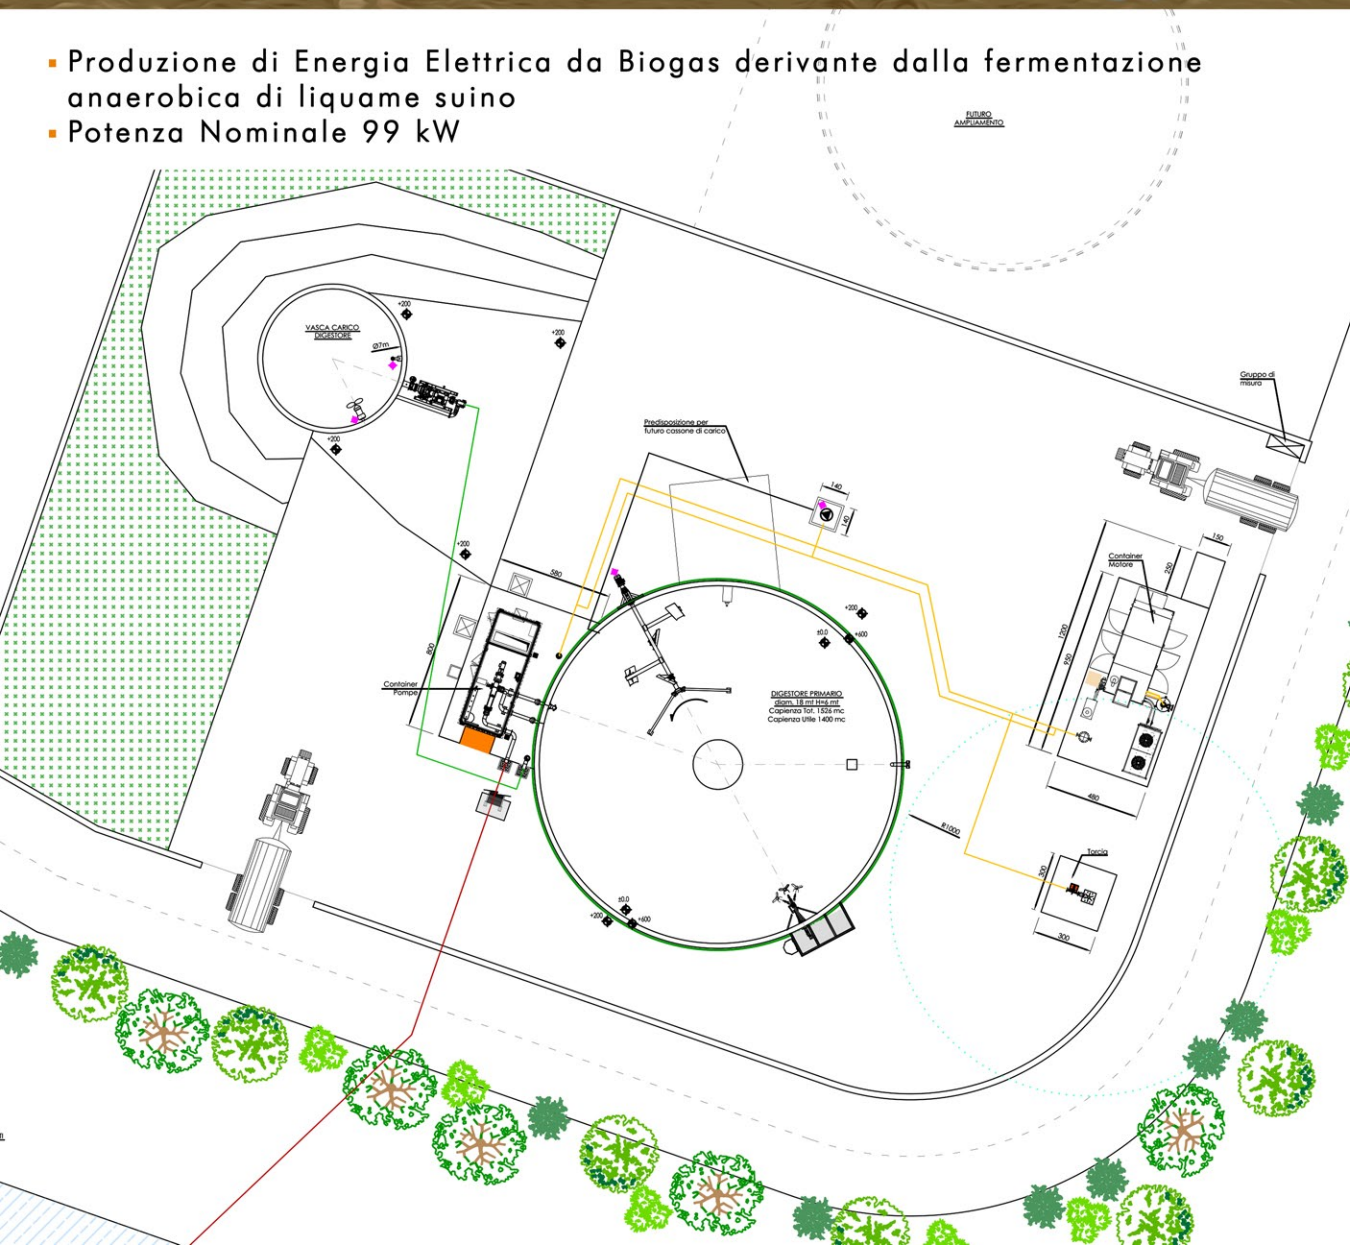 Produzione di Energia Elettrica da Biogas derivante dalla fermentazione
anaerobica di liquame suino
Potenza Nominale 99 kW
FUTURO
AMPLIAMENTO
VASCA CARICO
DIGESTORE
Ø7m
+200
+200
+200
+200
Gruppo di
misura
Predisposizione per
futuro cassone di carico
140
140
580
800
Container
Pompe
+200
±0.0
+600
DIGESTORE PRIMARIO
diam. 18 mt H=6 mt
Capienza Tot. 1526 mc
Capienza Utile 1400 mc
Container
Motore
150
250
1200
950
480
R1000
Torcia
300
300
±0.0
+200
+600